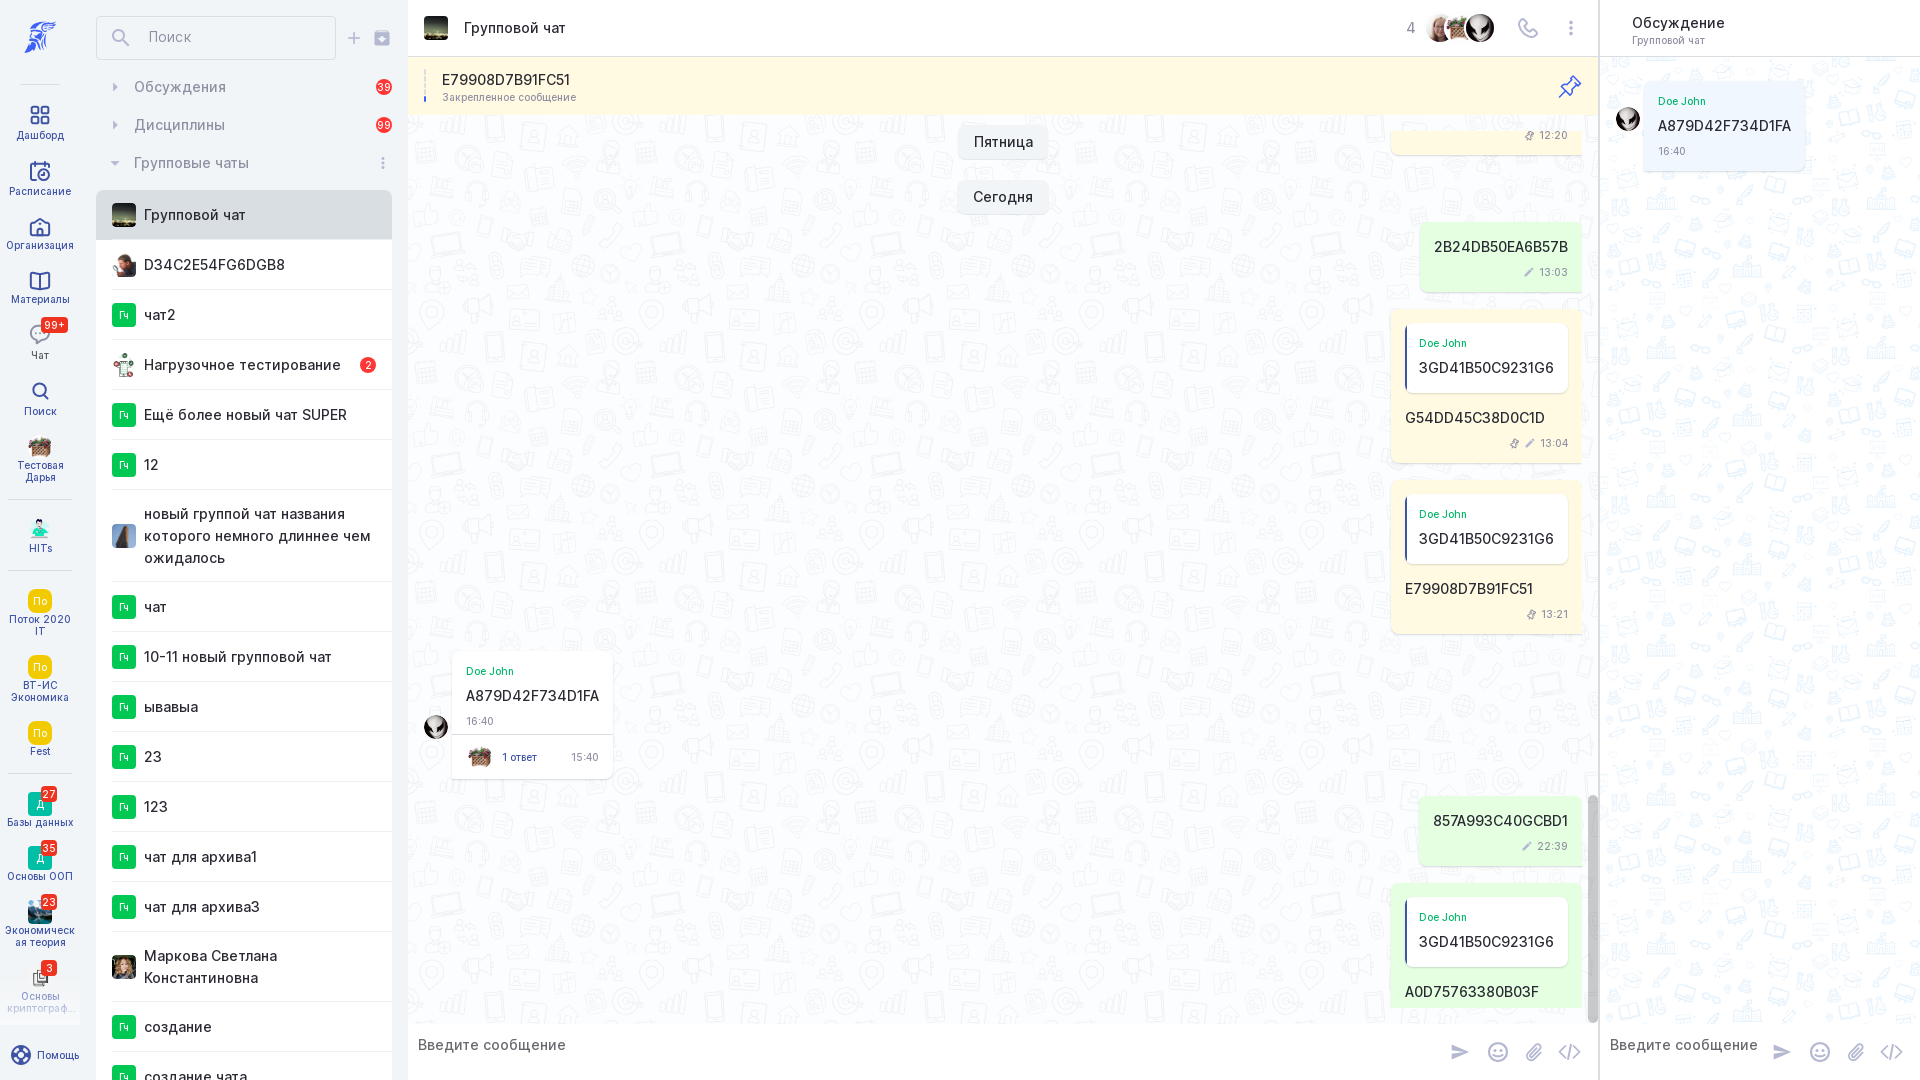 Дашборд
Расписание
Организация
Материалы
99+
Чат
Поиск
Тестовая
Дарья
HITs
По
Поток 2020
IT
По
ВТ-ИС
Экономика
По
Fest
27
Д
Базы данных
35
Д
Основы ООП
23
Экономическ
ая теория
3
Основы
криптограф...
Помощь
Поиск
Обсуждения
39
Дисциплины
99
Групповые чаты
Групповой чат
D34C2E54FG6DGB8
Гч
чат2
Нагрузочное тестирование
2
Гч
Ещё более новый чат SUPER
Гч
12
новый группой чат названия
которого немного длиннее чем
ожидалось
Гч
чат
Гч
10-11 новый групповой чат
Гч
ывавыа
Гч
23
Гч
123
Гч
чат для архива1
Гч
чат для архива3
Маркова Светлана
Константиновна
Гч
создание
Гч
создание чата
Групповой чат
4
E79908D7B91FC51
Закрепленное сообщение
12:20
Пятница
Сегодня
2B24DB50EA6B57B
13:03
Doe John
3GD41B50C9231G6
G54DD45C38D0C1D
13:04
Doe John
3GD41B50C9231G6
E79908D7B91FC51
13:21
Doe John
A879D42F734D1FA
16:40
1 ответ
15:40
857A993C40GCBD1
22:39
Doe John
3GD41B50C9231G6
A0D75763380B03F
Введите сообщение
Обсуждение
Групповой чат
Doe John
A879D42F734D1FA
16:40
Введите сообщение